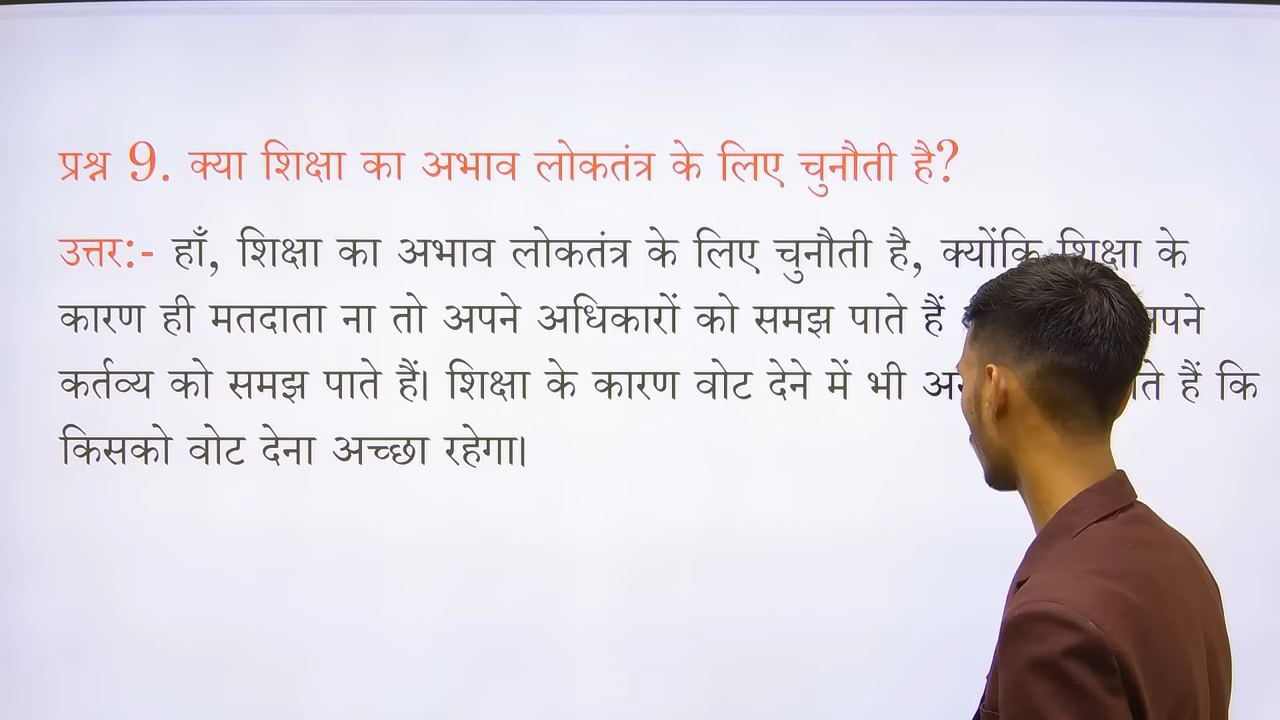 प्रश्न 9. क्या शिक्षा का अभाव लोकतंत्र के लिए चुनौती है?
उत्तर:- हाँ, शिक्षा का अभाव लोकतंत्र के लिए चुनौती है, क्योंकि शिक्षा के
कारण ही मतदाता ना तो अपने अधिकारों को समझ पाते हैं
कर्तव्य को समझ पाते हैं। शिक्षा के कारण वोट देने में भी हैं कि
किसको वोट देना अच्छा रहेगा।